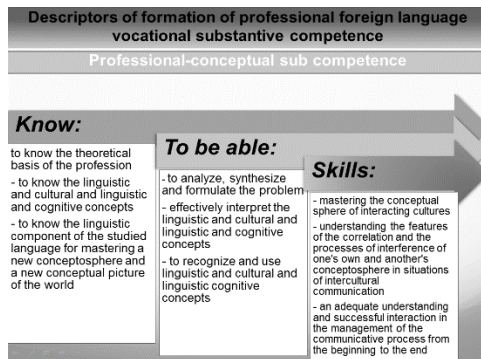 Descriptors of formation of professional foreign language
vocational substantive competence
Professional-conceptual sub competence
Know:
to know the theoretical
basis of the profession
- to know the linguistic
and cultural and linguistic
and cognitive concepts
- to know the linguistic
component of the studied
language for mastering a
new conceptosphere and
a new conceptual picture
of the world
To be able:
- to analyze, synthesize
and formulate the problem
- effectively interpret the
linguistic and cultural and
linguistic and cognitive
concepts
- to recognize and use
linguistic and cultural and
linguistic cognitive
concepts
Skills:
- mastering the conceptual
sphere of interacting cultures
- understanding the features
of the correlation and the
processes of interference of
one's own and another's
conceptosphere in situations
of intercultural
communication
- an adequate understanding
and successful interaction in
the management of the
communicative process from
the beginning to the end